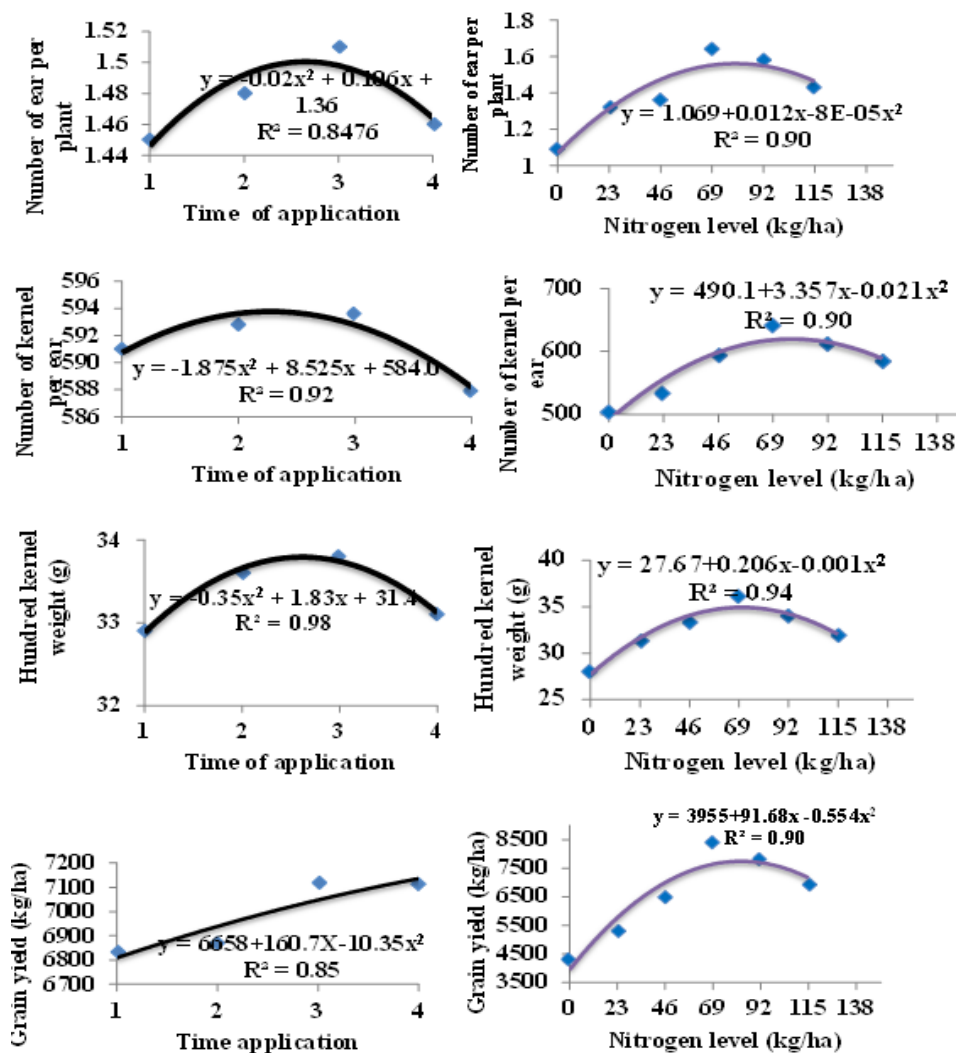 Number of ear per
plant
1.52
1.5
1.48
1.46
1.44
y = -0.02x² + 0.106x +
1.36
R² = 0.8476
1 2 3 4
Time of application
Number of ear per
plant
1.8
1.6
1.4
1.2
1
y = 1.069+0.012x-8E-05x²
R² = 0.90
0 23 46 69 92 115 138
Nitrogen level (kg/ha)
Number of kernel
per ear
596
594
592
590
588
586
y = -1.875x² + 8.525x + 584.0
R² = 0.92
1 2 3 4
Time of application
Number of kernel per
ear
700
600
500
y = 490.1+3.357x-0.021x²
R² = 0.90
0 23 46 69 92 115 138
Nitrogen level (kg/ha)
Hundred kernel
weight (g)
34
33
32
y = -0.35x² + 1.83x + 31.4
R² = 0.98
1 2 3 4
Time of application
Hundred kernel
weight (g)
40
35
30
25
y = 27.67+0.206x-0.001x²
R² = 0.94
0 23 46 69 92 115 138
Nitrogen level (kg/ha)
Grain yield (kg/ha)
7200
7100
7000
6900
6800
6700
y = 6658+160.7X-10.35x²
R² = 0.85
1 2 3 4
Time application
Grain yield (kg/ha)
8500
7500
6500
5500
4500
3500
y = 3955+91.68x -0.554x²
R² = 0.90
0 23 46 69 92 115 138
Nitrogen level (kg/ha)